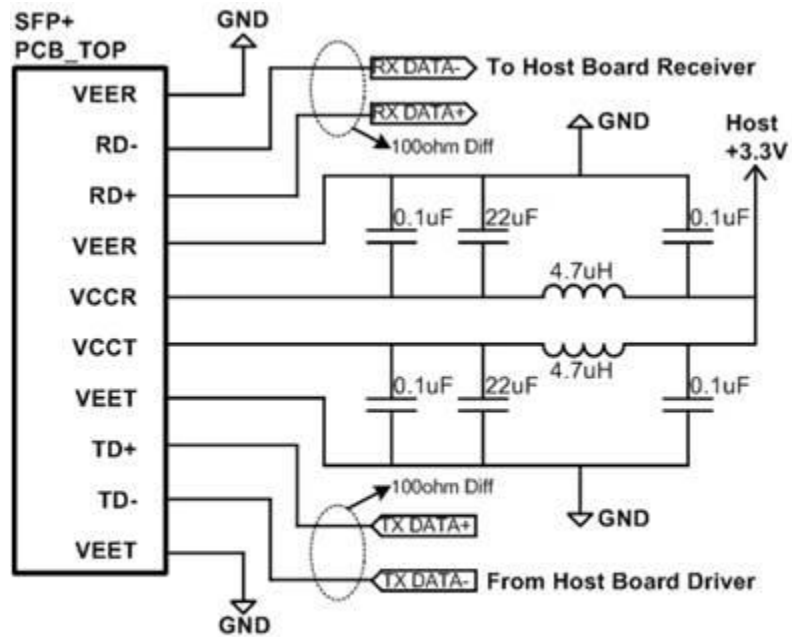 SFP+
PCB_TOP
GND
VEER
RD-
RD+
VEER
VCCR
VCCT
VEET
TD+
TD-
VEET
GND
RX DATA-
To Host Board Receiver
RX DATA+
100ohm Diff
GND
Host
+3.3V
0.1uF
22uF
0.1uF
4.7uH
4.7uH
0.1uF
22uF
0.1uF
100ohm Diff
GND
TX DATA+
TX DATA-
From Host Board Driver